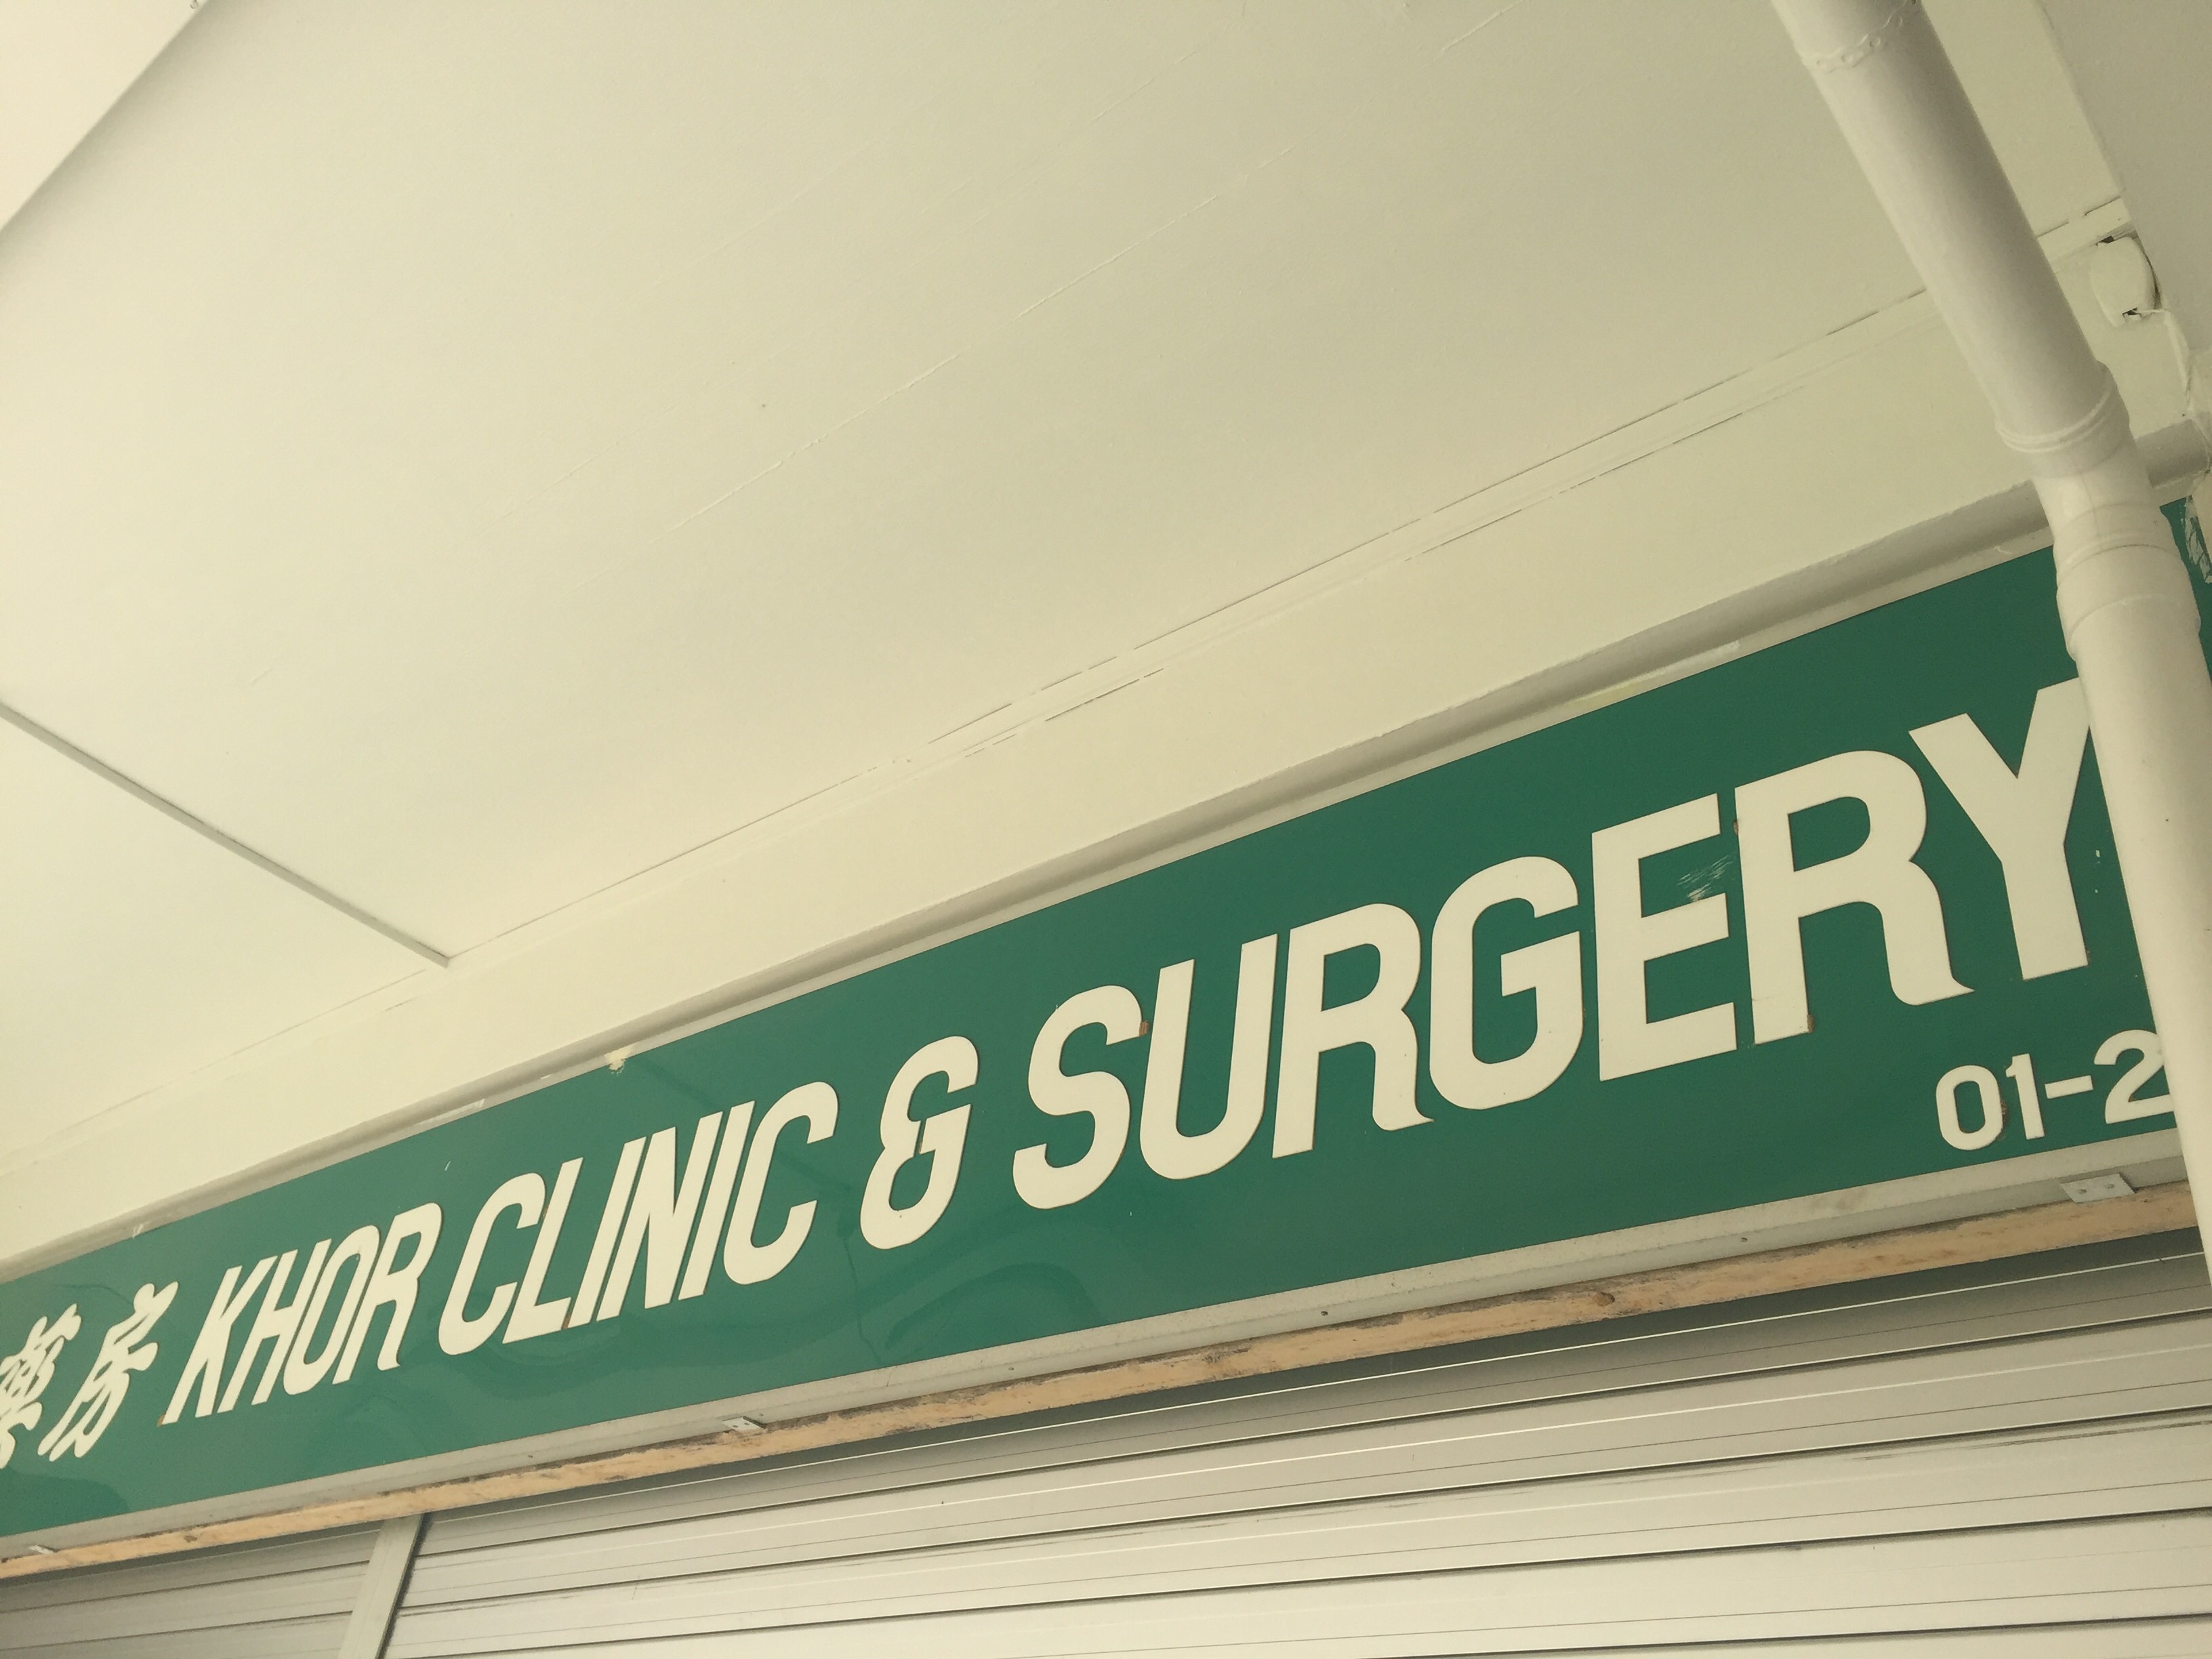 藥房 KHOR CLINIC & SURGERY
01-2